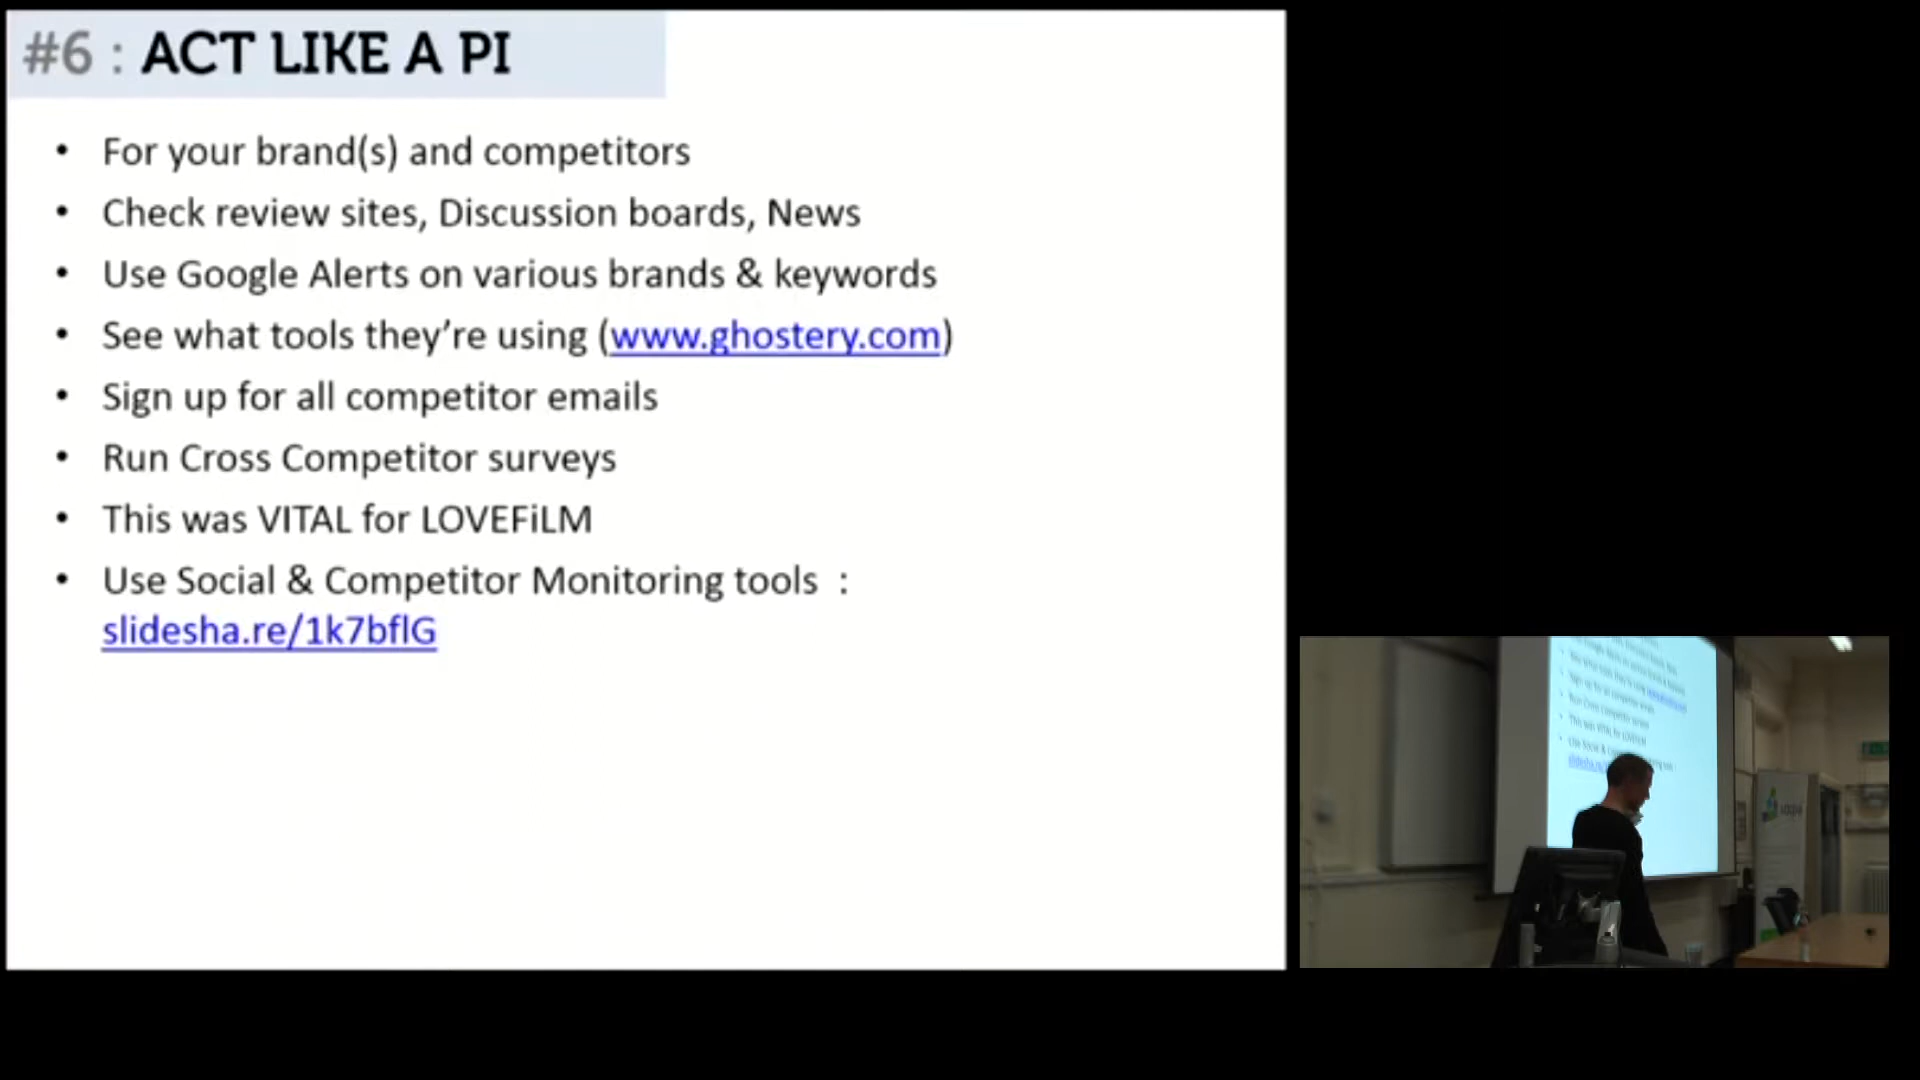 #6 : ACT LIKE A PI
• For your brand(s) and competitors
• Check review sites, Discussion boards, News
• Use Google Alerts on various brands & keywords
• See what tools they're using (www.ghostery.com)
• Sign up for all competitor emails
• Run Cross Competitor surveys
• This was VITAL for LOVEFiLM
• Use Social & Competitor Monitoring tools :
slidesha.re/1k7bflG